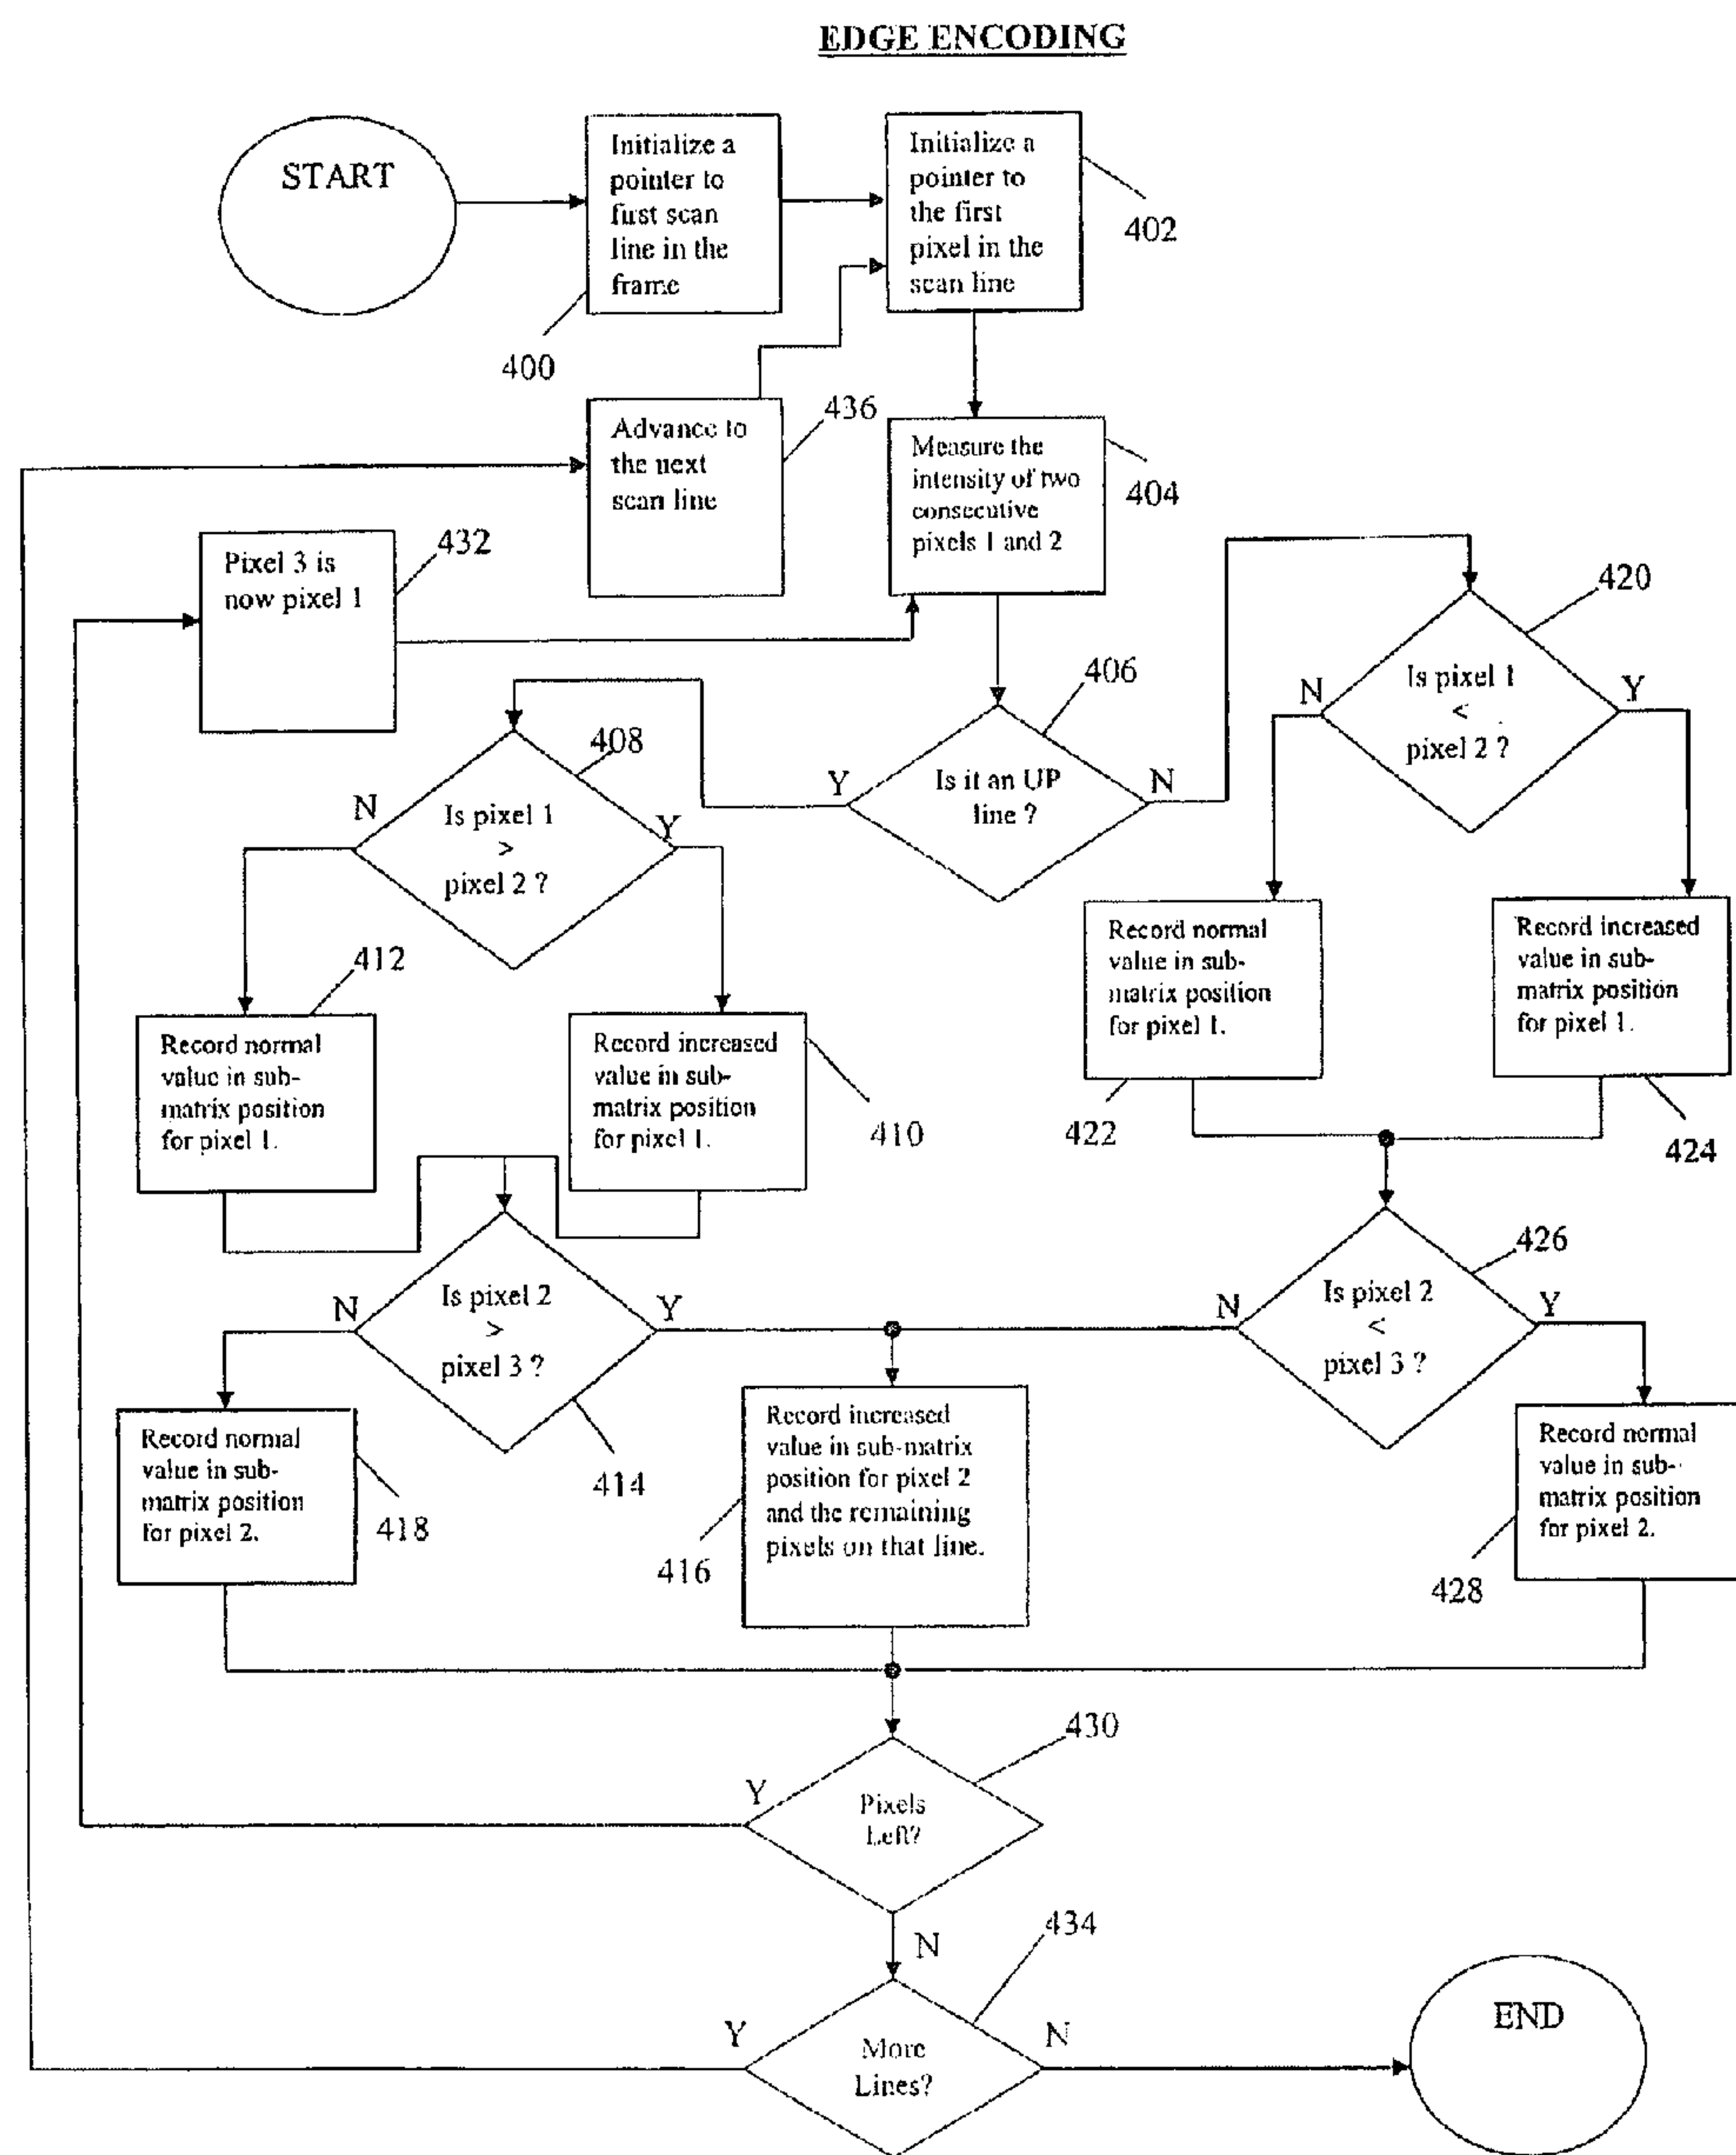 EDGE ENCODING
START
Initialize a
pointer to
first scan
line in the
frame
400
Initialize a
pointer to
the first
pixel in the
scan line
402
Advance to
the next
scan line
436
Measure the
intensity of two
consecutive
pixels 1 and 2
404
Pixel 3 is
now pixel 1
432
420
Is pixel 1
<
pixel 2 ?
N
Y
406
Is it an UP
line ?
Y
N
408
Is pixel 1
>
pixel 2 ?
N
Y
412
Record normal
value in sub-
matrix position
for pixel 1.
Record increased
value in sub-
matrix position
for pixel 1.
410
Record normal
value in sub-
matrix position
for pixel 1.
422
Record increased
value in sub-
matrix position
for pixel 1.
424
Is pixel 2
>
pixel 3 ?
N
Y
414
426
Is pixel 2
<
pixel 3 ?
N
Y
Record normal
value in sub-
matrix position
for pixel 2.
418
Record increased
value in sub-matrix
position for pixel 2
and the remaining
pixels on that line.
416
Record normal
value in sub-
matrix position
for pixel 2.
428
430
Pixels
Left?
Y
N
434
More
Lines?
Y
N
END